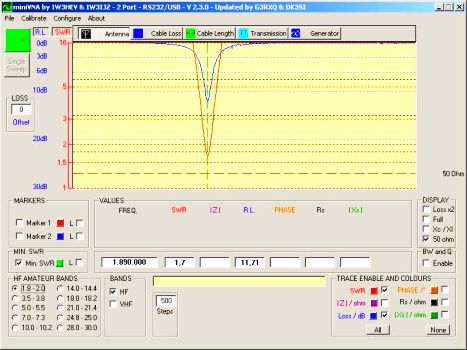 miniVNA by IW3HEV & IW3IJZ - 2 Port - RS232/USB - V 2.3.0 - Updated by G3RXQ & DK3SI
File Calibrate Configure About
R.L. SWR Antenna Cable Loss Cable Length Transmission Generator
0dB 10
3dB
Single Sweep
6dB 5
10dB
4
LOSS
0
Offset
3
20dB
2
1,5
50 Ohm
30dB 1
MARKERS
Marker 1 L
Marker 2 L
VALUES
FREQ. SWR |Z| R.L. PHASE Rs |Xs|
DISPLAY
Loss x2
Full
Xc / Xl
50 ohm
MIN. SWR
Min. SWR L
1.890.000 1,7 11,71
BW and Q
Enable
HF AMATEUR BANDS
1.8 - 2.0 14.0 - 14.4
3.5 - 3.8 18.0 - 18.2
5.0 - 5.5 21.0 - 21.4
7.0 - 7.3 24.8 - 25.0
10.0 - 10.2 28.0 - 30.0
BANDS
HF
VHF
500
Steps
TRACE ENABLE AND COLOURS
SWR PHASE /°
|Z| / ohm Rs / ohm
Loss / dB |Xs| / ohm
All None